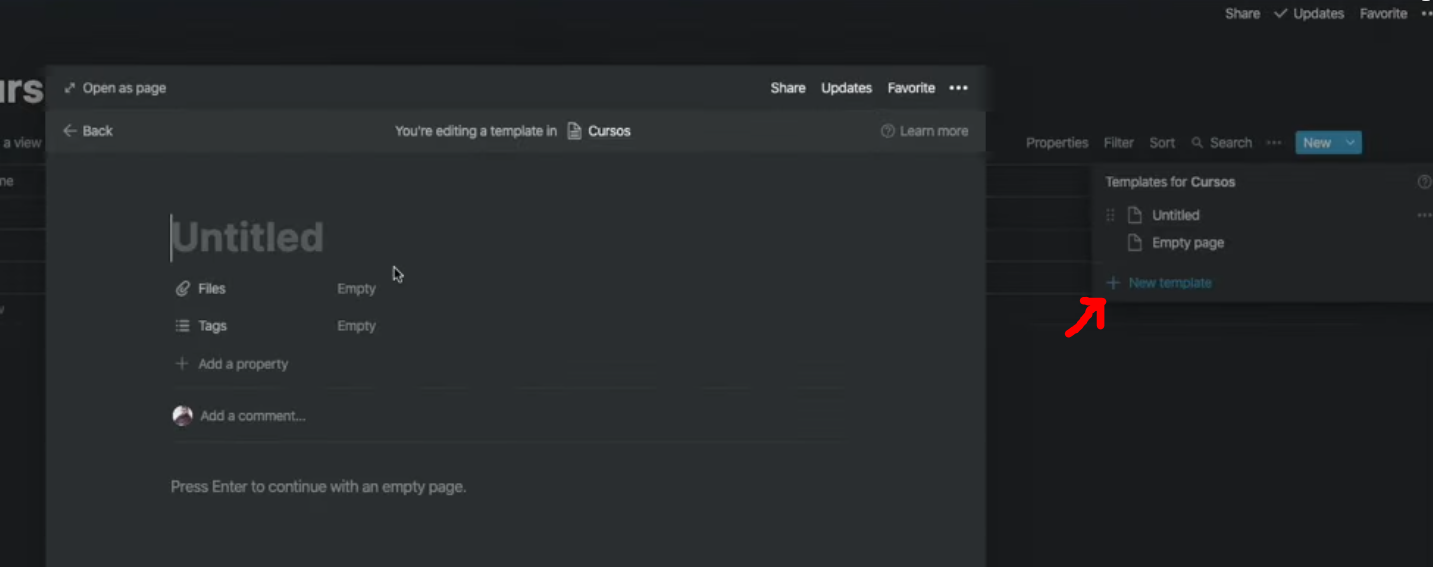 Share Updates Favorite
Open as page Share Updates Favorite
Back You're editing a template in Cursos Learn more
a view Properties Filter Sort Search New
Templates for Cursos
Untitled
Empty page
New template
Untitled
Files Empty
Tags Empty
Add a property
Add a comment...
Press Enter to continue with an empty page.